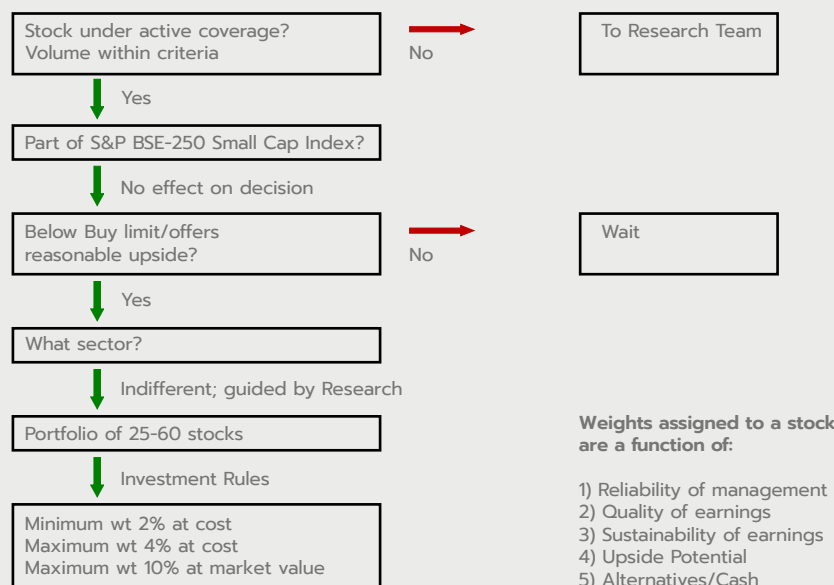 Stock under active coverage?
Volume within criteria
No
To Research Team
Yes
Part of S&P BSE-250 Small Cap Index?
No effect on decision
Below Buy limit/offers
reasonable upside?
No
Wait
Yes
What sector?
Indifferent; guided by Research
Portfolio of 25-60 stocks
Investment Rules
Minimum wt 2% at cost
Maximum wt 4% at cost
Maximum wt 10% at market value
Weights assigned to a stock
are a function of:
1) Reliability of management
2) Quality of earnings
3) Sustainability of earnings
4) Upside Potential
5) Alternatives/Cash